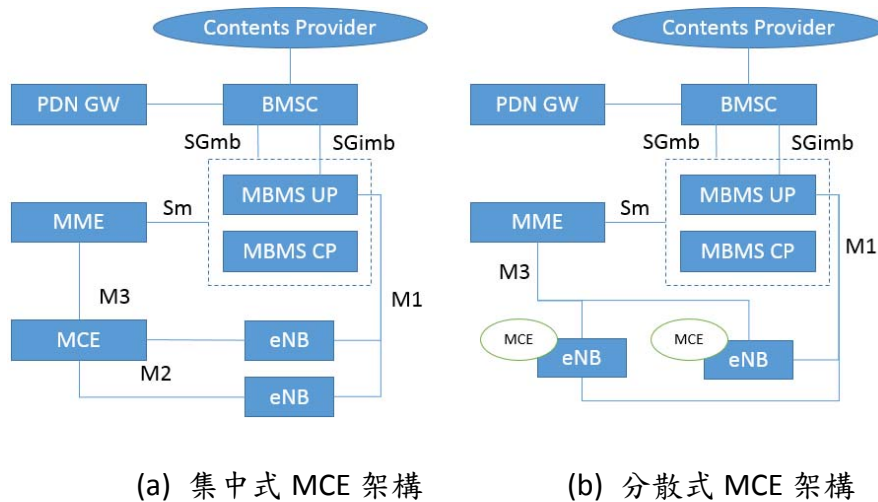 Contents Provider
PDN GW
BMSC
SGmb
SGimb
MBMS UP
MME
Sm
MBMS CP
M3
M1
MCE
eNB
M2
eNB
(a) 集中式 MCE 架構
Contents Provider
PDN GW
BMSC
SGmb
SGimb
MBMS UP
MME
Sm
MBMS CP
M3
M1
MCE
eNB
MCE
eNB
(b) 分散式 MCE 架構